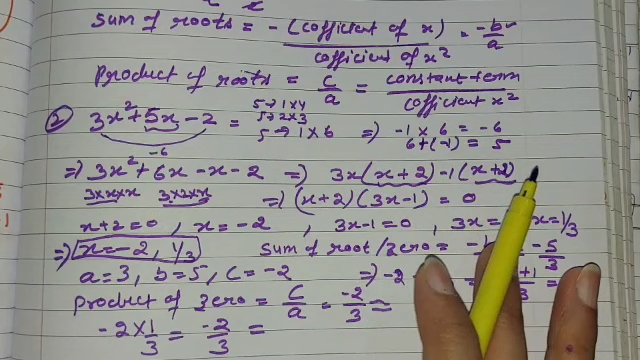 Sum of roots = -(cofficient of x) / cofficient of x² = -b / a
Product of roots = c / a = constant term / cofficient x²
② 3x² + 5x - 2 = 5→ 1×4
5→ 2×3
5→ 1×6 ⇒ -1 × 6 = -6
-6 6+(-1) = 5
⇒ 3x² + 6x - x - 2 ⇒ 3x(x+2) -1(x+2)
3×x×x 3×2×x ⇒ (x+2)(3x-1) = 0
x+2=0, x=-2, 3x-1=0, 3x= x=1/3
⇒ x=-2, 1/3 Sum of root/zero = -5 / 3
a=3, b=5, c=-2 ⇒ -2
Product of zero = c / a = -2 / 3 =
-2 × 1 / 3 = -2 / 3 =